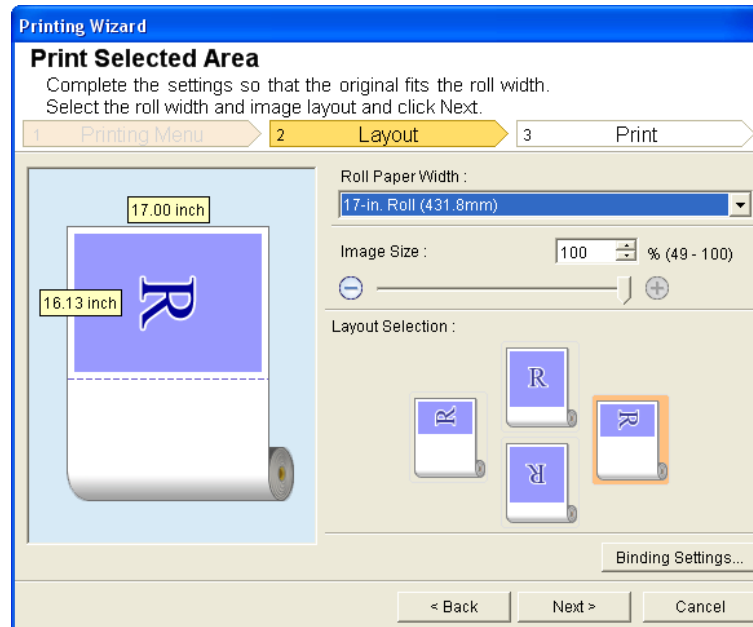 Printing Wizard
Print Selected Area
Complete the settings so that the original fits the roll width.
Select the roll width and image layout and click Next.
1 Printing Menu 2 Layout 3 Print
17.00 inch
16.13 inch
R
Roll Paper Width :
17-in. Roll (431.8mm)
Image Size : 100 % (49 - 100)
Layout Selection :
R
R
R
R
Binding Settings...
< Back Next > Cancel